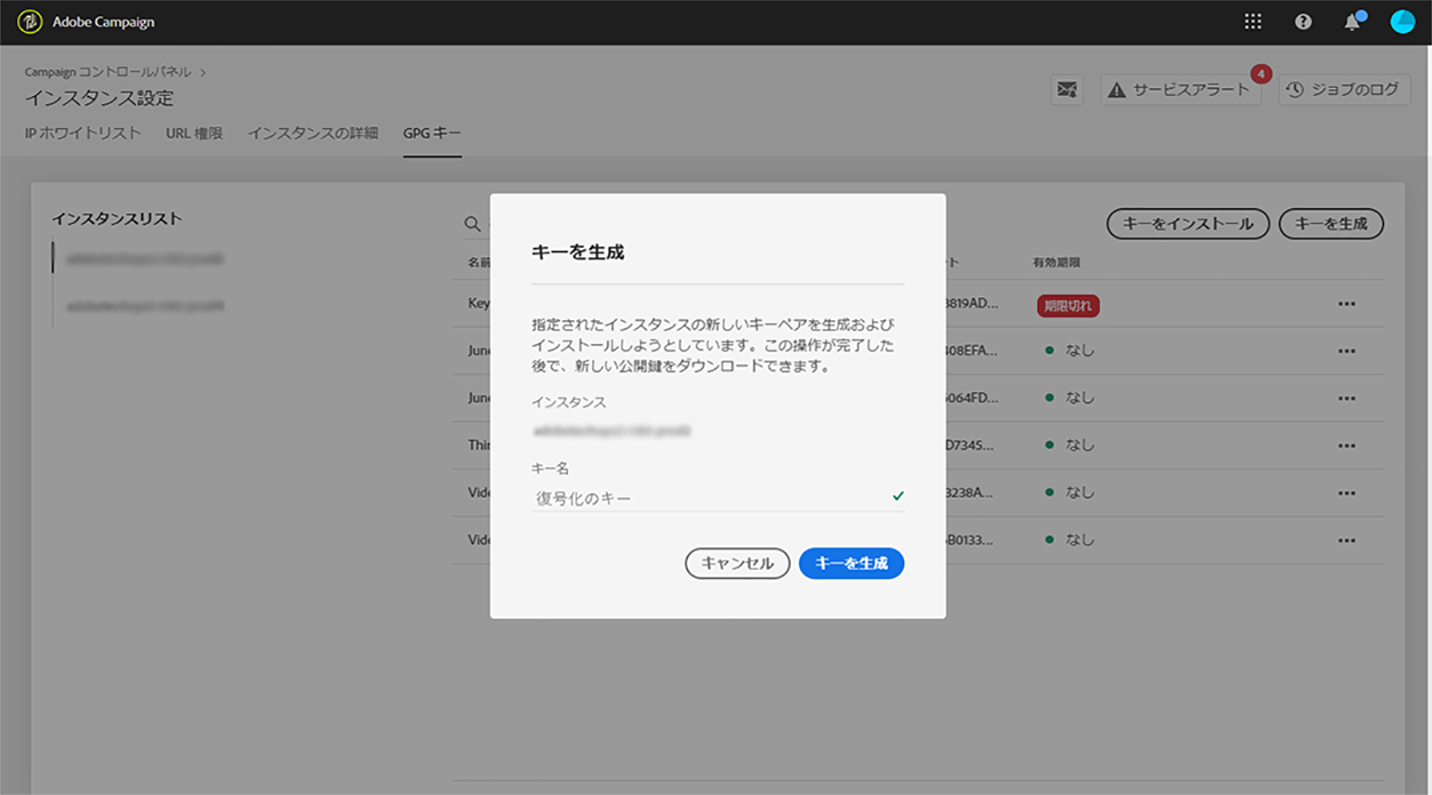 Adobe Campaign
Campaign コントロールパネル
インスタンス設定
サービスアラート
4
ジョブのログ
IP ホワイトリスト
URL 権限
インスタンスの詳細
GPG キー
インスタンスリスト
キーをインストール
キーを生成
名前
ト
有効期限
Key
3819AD...
期限切れ
June
408EFA...
なし
June
5064FD...
なし
D7345...
なし
3238A...
なし
B0133...
なし
キーを生成
指定されたインスタンスの新しいキーペアを生成および
インストールしようとしています。この操作が完了した
後で、新しい公開鍵をダウンロードできます。
インスタンス
キー名
復号化のキー
キャンセル
キーを生成